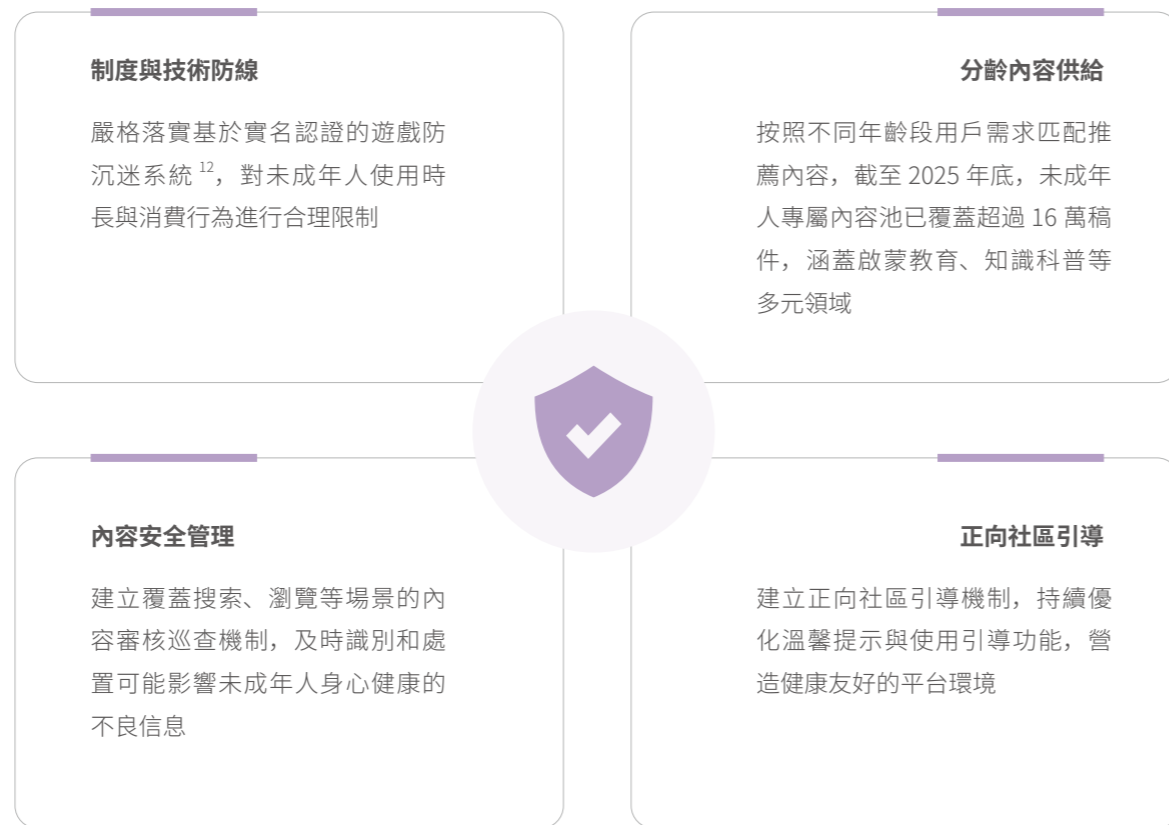 制度與技術防線
嚴格落實基於實名認證的遊戲防
沉迷系統 12，對未成年人使用時
長與消費行為進行合理限制
分齡內容供給
按照不同年齡段用戶需求匹配推
薦內容，截至 2025 年底，未成年
人專屬內容池已覆蓋超過 16 萬稿
件，涵蓋啟蒙教育、知識科普等
多元領域
內容安全管理
建立覆蓋搜索、瀏覽等場景的內
容審核巡查機制，及時識別和處
置可能影響未成年人身心健康的
不良信息
正向社區引導
建立正向社區引導機制，持續優
化溫馨提示與使用引導功能，營
造健康友好的平台環境